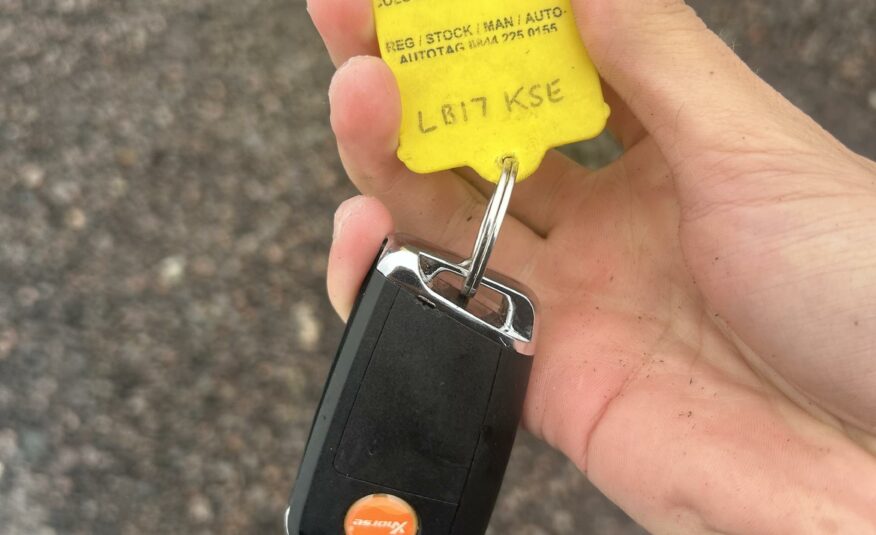 REG / STOCK / MAN / AUTO-
AUTOTAG 0844 225 0155
LB17 KSE
Xhorse